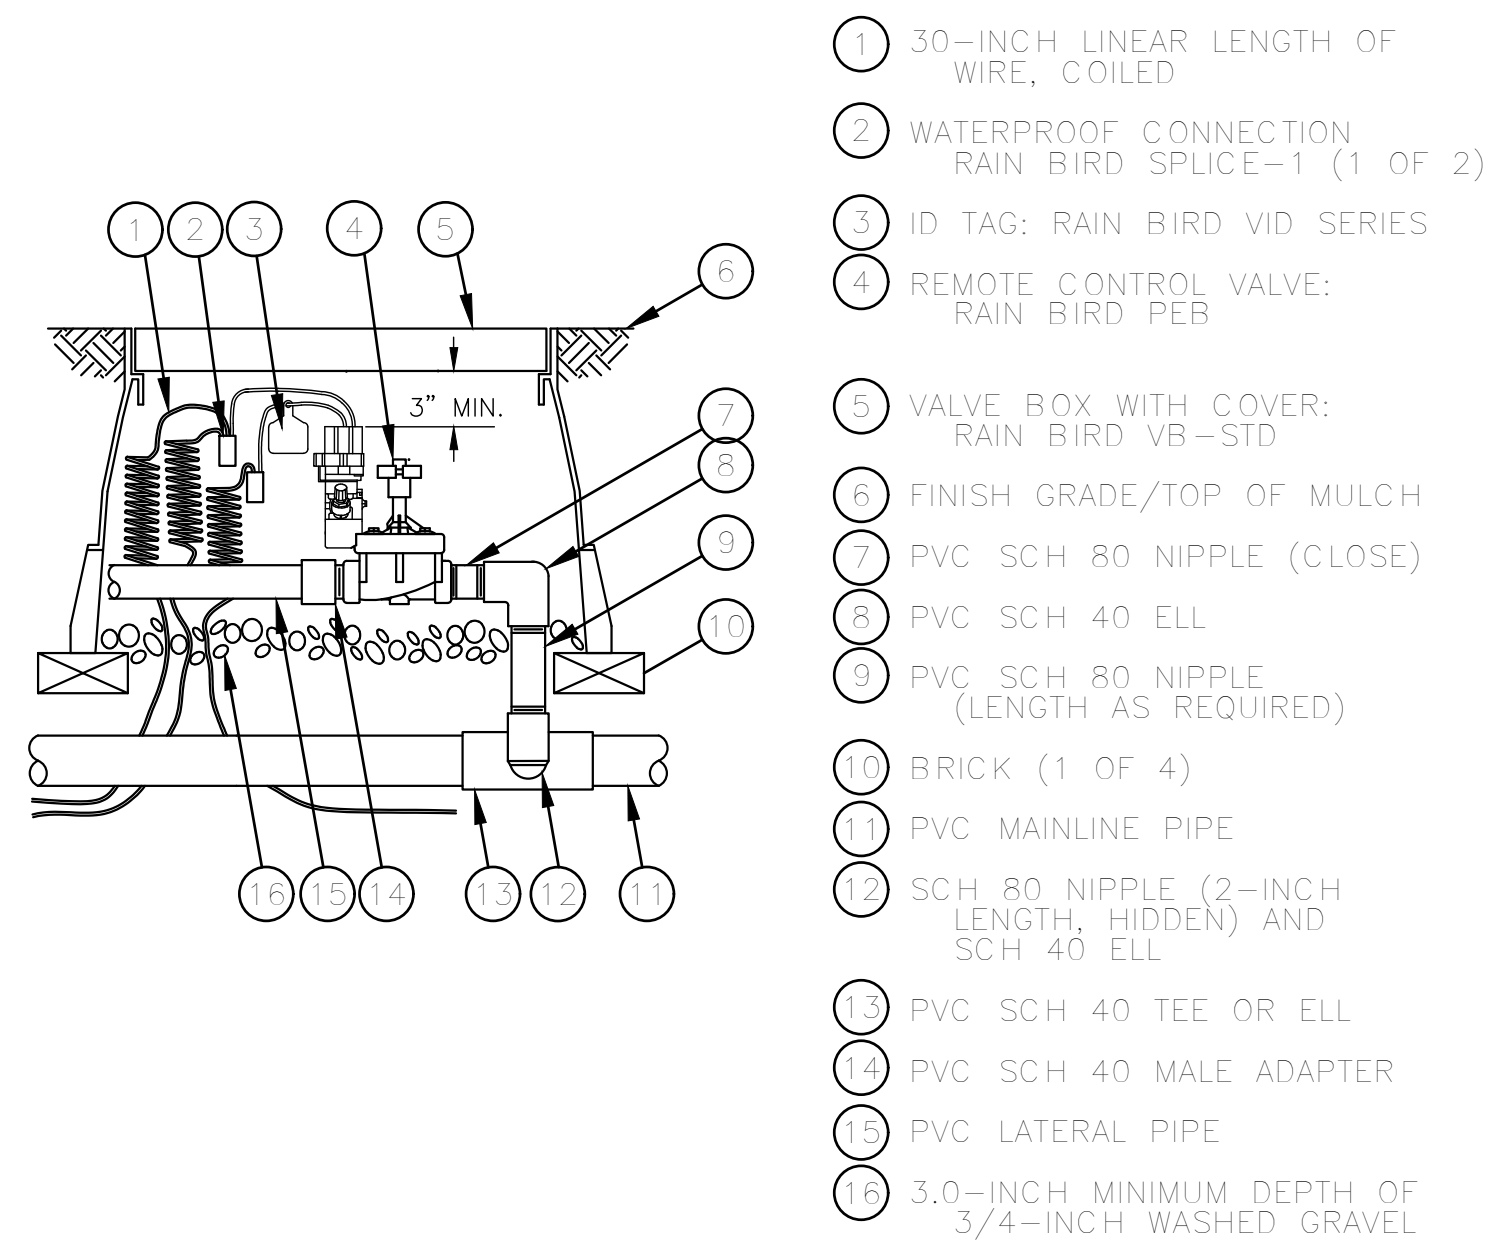 1 2 3 4 5
6
3” MIN.
7
8
9
10
16 15 14 13 12 11
1 30-INCH LINEAR LENGTH OF
WIRE, COILED
2 WATERPROOF CONNECTION
RAIN BIRD SPLICE-1 (1 OF 2)
3 ID TAG: RAIN BIRD VID SERIES
4 REMOTE CONTROL VALVE:
RAIN BIRD PEB
5 VALVE BOX WITH COVER:
RAIN BIRD VB-STD
6 FINISH GRADE/TOP OF MULCH
7 PVC SCH 80 NIPPLE (CLOSE)
8 PVC SCH 40 ELL
9 PVC SCH 80 NIPPLE
(LENGTH AS REQUIRED)
10 BRICK (1 OF 4)
11 PVC MAINLINE PIPE
12 SCH 80 NIPPLE (2-INCH
LENGTH, HIDDEN) AND
SCH 40 ELL
13 PVC SCH 40 TEE OR ELL
14 PVC SCH 40 MALE ADAPTER
15 PVC LATERAL PIPE
16 3.0-INCH MINIMUM DEPTH OF
3/4-INCH WASHED GRAVEL